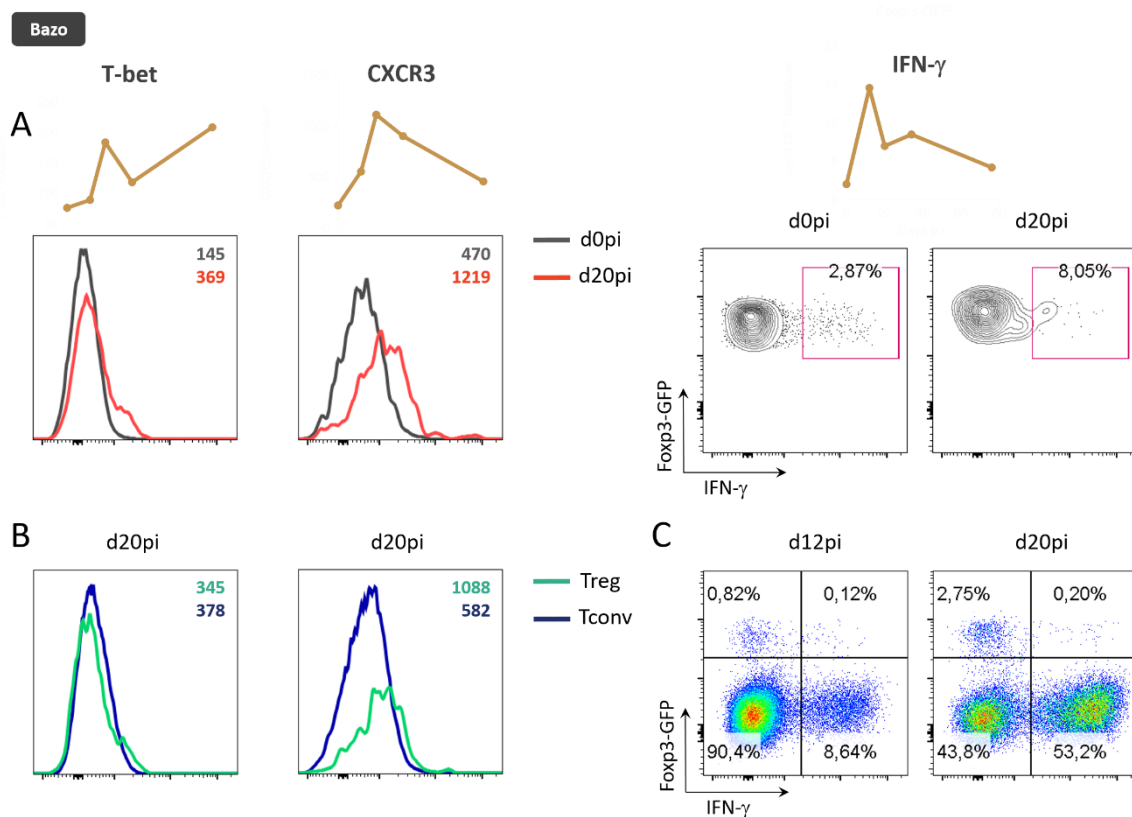 Bazo
T-bet
CXCR3
IFN-γ
A
d0pi
d20pi
145
369
470
1219
d0pi
d20pi
2,87%
8,05%
Foxp3-GFP
IFN-γ
B
d20pi
d20pi
C
d12pi
d20pi
345
378
1088
582
Treg
Tconv
0,82%
0,12%
2,75%
0,20%
90,4%
8,64%
43,8%
53,2%
Foxp3-GFP
IFN-γ